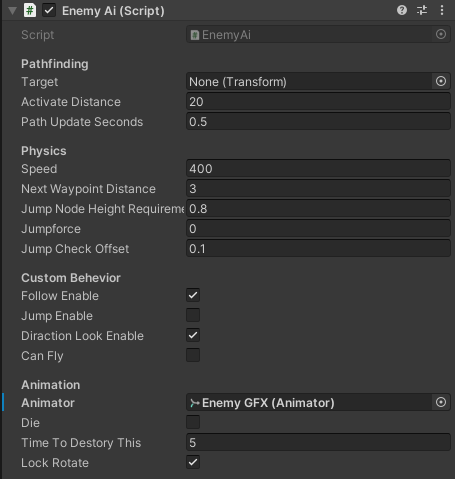 Enemy Ai (Script)
Script EnemyAi
Pathfinding
Target None (Transform)
Activate Distance 20
Path Update Seconds 0.5
Physics
Speed 400
Next Waypoint Distance 3
Jump Node Height Requireme 0.8
Jumpforce 0
Jump Check Offset 0.1
Custom Behevior
Follow Enable
Jump Enable
Diraction Look Enable
Can Fly
Animation
Animator Enemy GFX (Animator)
Die
Time To Destory This 5
Lock Rotate